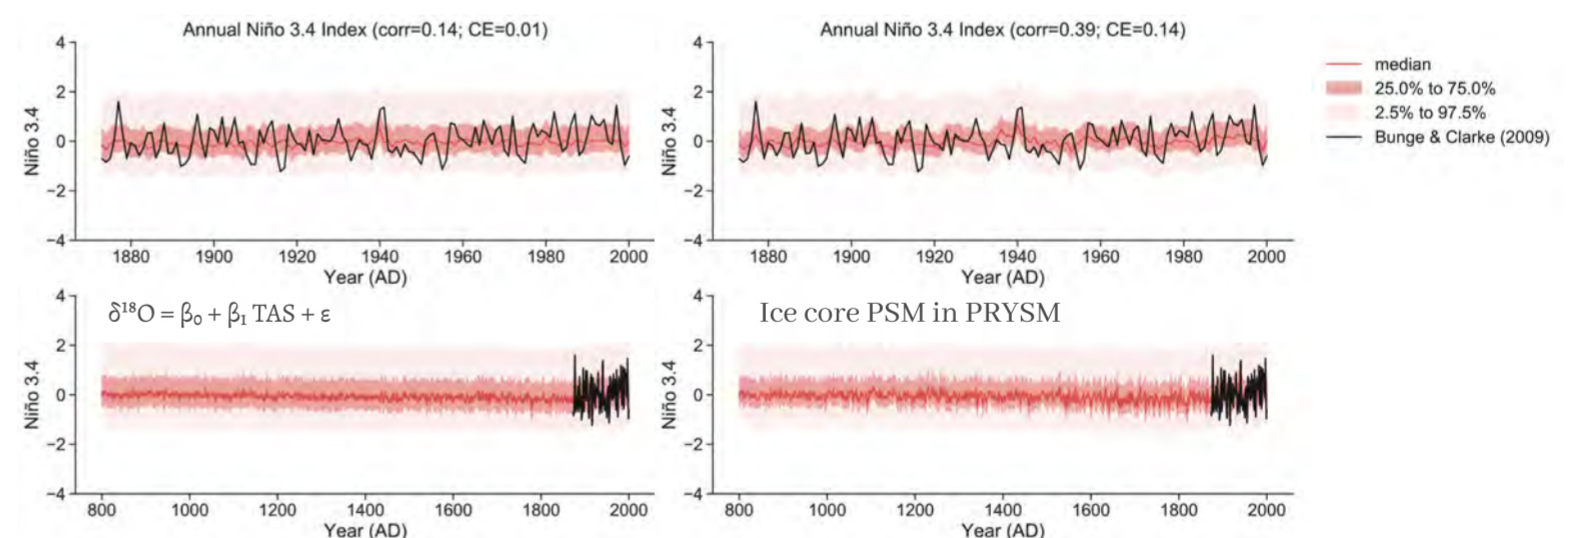 Annual Niño 3.4 Index (corr=0.14; CE=0.01)
4
2
0
−2
−4
Niño 3.4
1880 1900 1920 1940 1960 1980 2000
Year (AD)
Annual Niño 3.4 Index (corr=0.39; CE=0.14)
4
2
0
−2
−4
Niño 3.4
1880 1900 1920 1940 1960 1980 2000
Year (AD)
median
25.0% to 75.0%
2.5% to 97.5%
Bunge & Clarke (2009)
δ¹⁸O = β₀ + β₁ TAS + ε
4
2
0
−2
−4
Niño 3.4
800 1000 1200 1400 1600 1800 2000
Year (AD)
Ice core PSM in PRYSM
4
2
0
−2
−4
Niño 3.4
800 1000 1200 1400 1600 1800 2000
Year (AD)